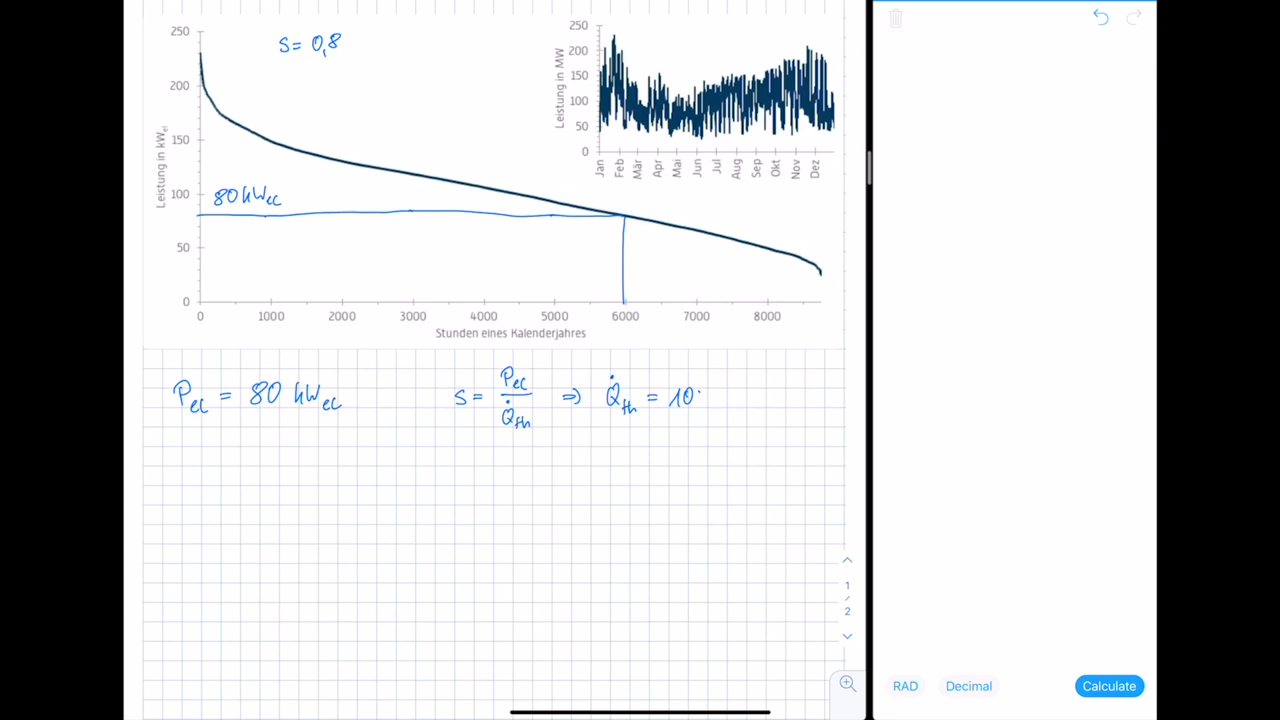 250
200
150
100
50
0
Leistung in kWel
S = 0,8
80 kWel
0 1000 2000 3000 4000 5000 6000 7000 8000
Stunden eines Kalenderjahres
250
200
150
100
50
0
Leistung in MW
Jan Feb Mär Apr Mai Jun Jul Aug Sep Okt Nov Dez
Pel = 80 kWel
S = Pel / Q̇th ⇒ Q̇th = 10
1
/
2
RAD Decimal Calculate